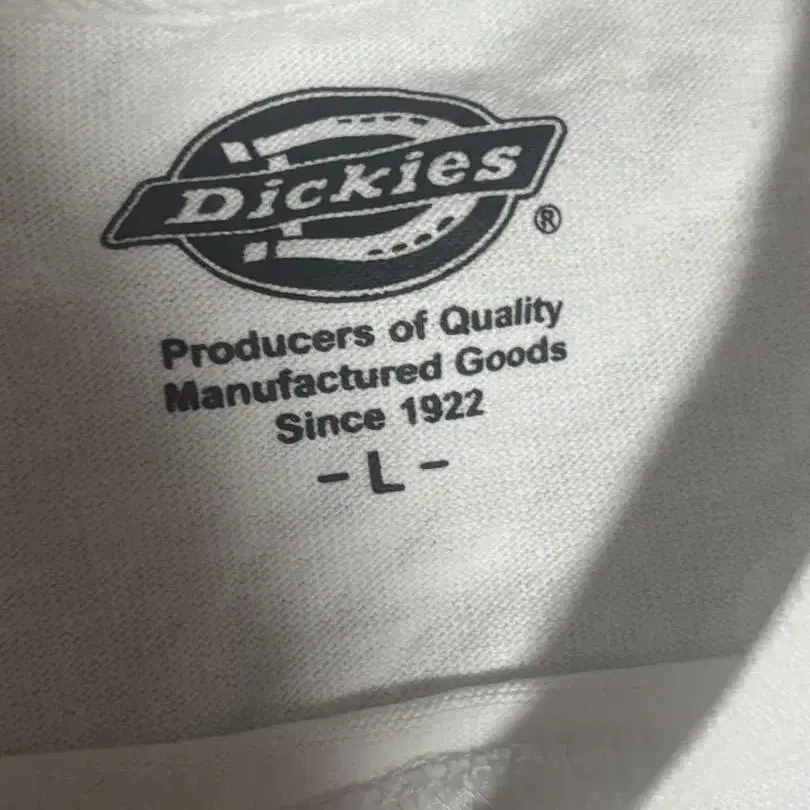 Dickies
®
Producers of Quality
Manufactured Goods
Since 1922
- L -